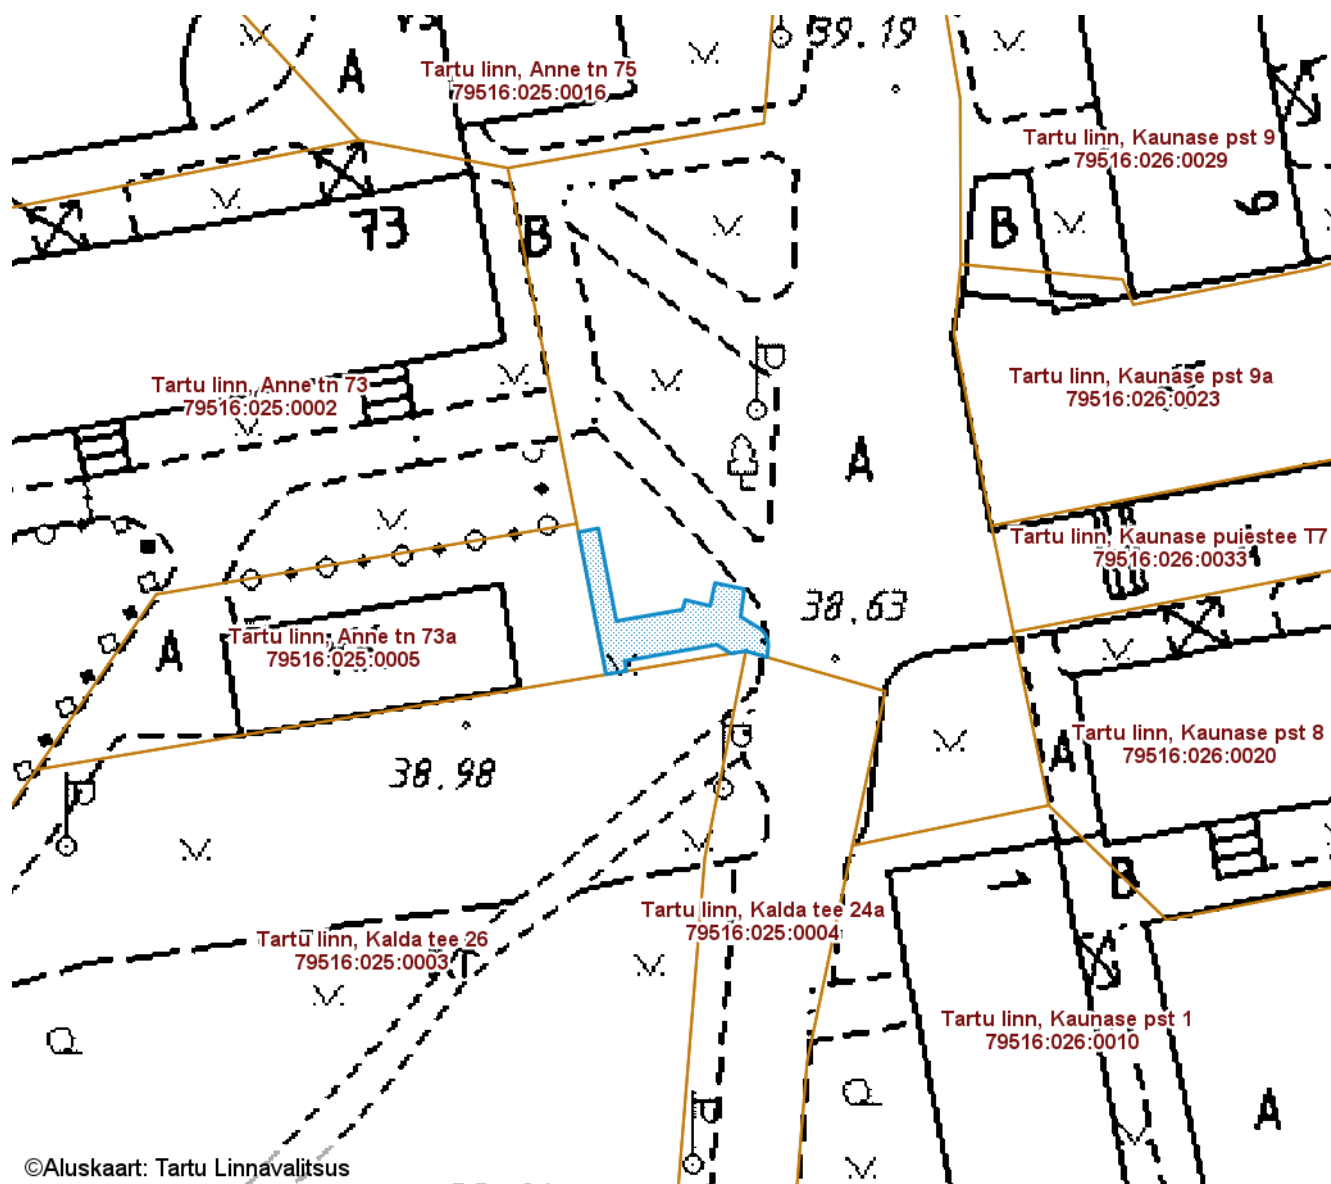 39.19
A
Tartu linn, Anne tn 75
79516:025:0016
Tartu linn, Kaunase pst 9
79516:026:0029
73
B
B
9
Tartu linn, Anne tn 73
79516:025:0002
Tartu linn, Kaunase pst 9a
79516:026:0023
A
Tartu linn, Kaunase puiestee T7
79516:026:0033
38.63
A
Tartu linn, Anne tn 73a
79516:025:0005
A
Tartu linn, Kaunase pst 8
79516:026:0020
38.98
1
B
Tartu linn, Kalda tee 24a
79516:025:0004
Tartu linn, Kalda tee 26
79516:025:0003
Tartu linn, Kaunase pst 1
79516:026:0010
A
©Aluskaart: Tartu Linnavalitsus